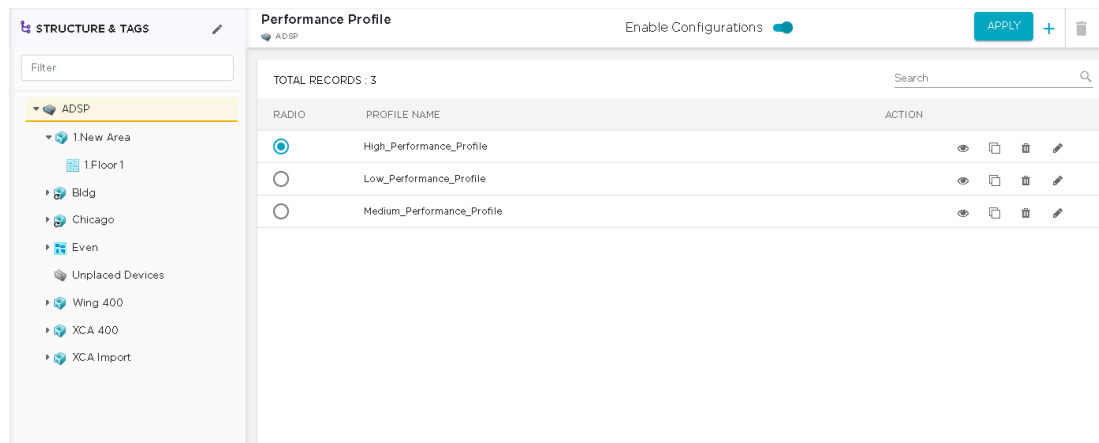 STRUCTURE & TAGS
Filter
ADSP
1.New Area
1.Floor 1
Bldg
Chicago
Even
Unplaced Devices
Wing 400
XCA 400
XCA Import
Performance Profile
ADSP
Enable Configurations
APPLY
TOTAL RECORDS : 3
Search
RADIO PROFILE NAME ACTION
High_Performance_Profile
Low_Performance_Profile
Medium_Performance_Profile